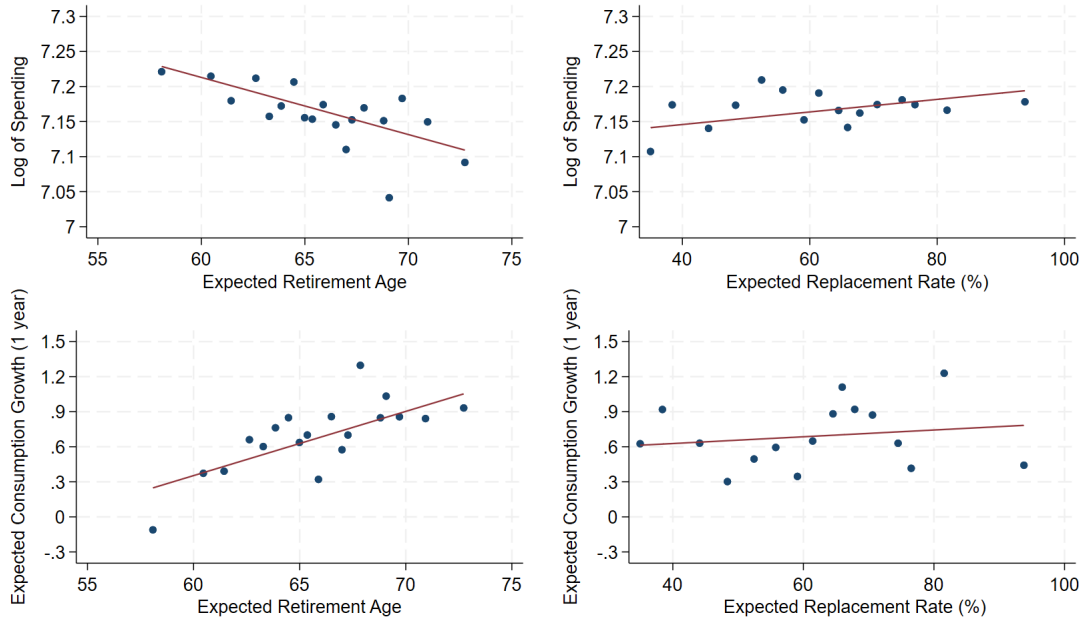 Log of Spending
7.3
7.25
7.2
7.15
7.1
7.05
7
55 60 65 70 75
Expected Retirement Age
Log of Spending
7.3
7.25
7.2
7.15
7.1
7.05
7
40 60 80 100
Expected Replacement Rate (%)
Expected Consumption Growth (1 year)
1.5
1.2
.9
.6
.3
0
-.3
55 60 65 70 75
Expected Retirement Age
Expected Consumption Growth (1 year)
1.5
1.2
.9
.6
.3
0
-.3
40 60 80 100
Expected Replacement Rate (%)